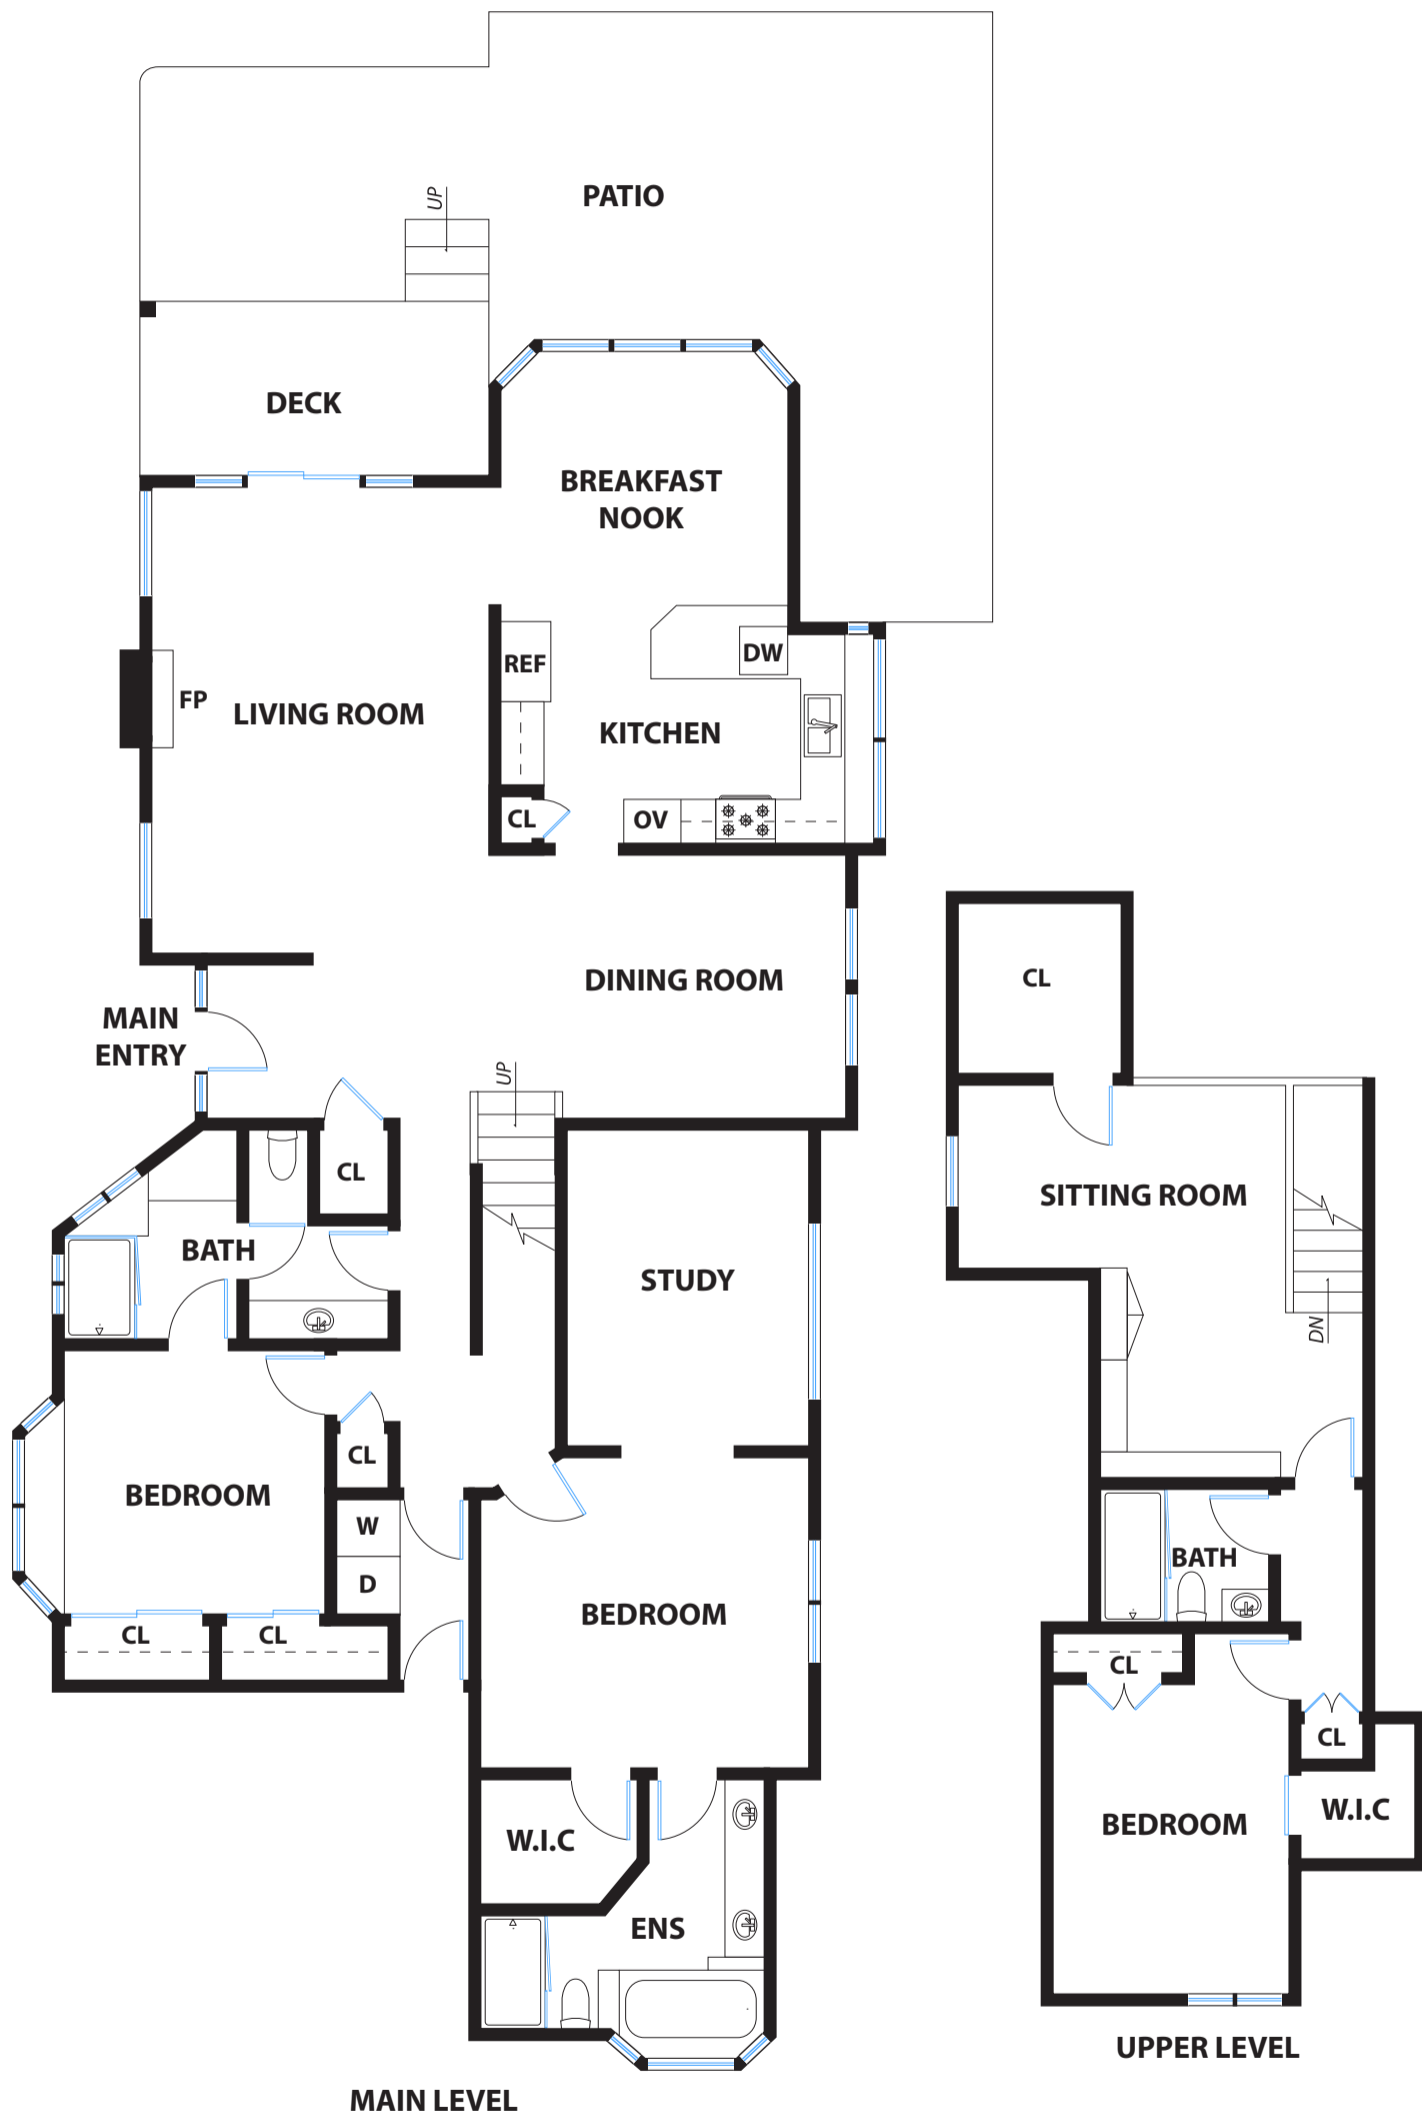 UP
PATIO
DECK
BREAKFAST
NOOK
REF
DW
FP
LIVING ROOM
KITCHEN
CL
OV
DINING ROOM
MAIN
ENTRY
UP
CL
BATH
STUDY
CL
BEDROOM
W
D
BEDROOM
CL
CL
W.I.C
ENS
MAIN LEVEL
CL
SITTING ROOM
DN
BATH
CL
CL
W.I.C
BEDROOM
UPPER LEVEL